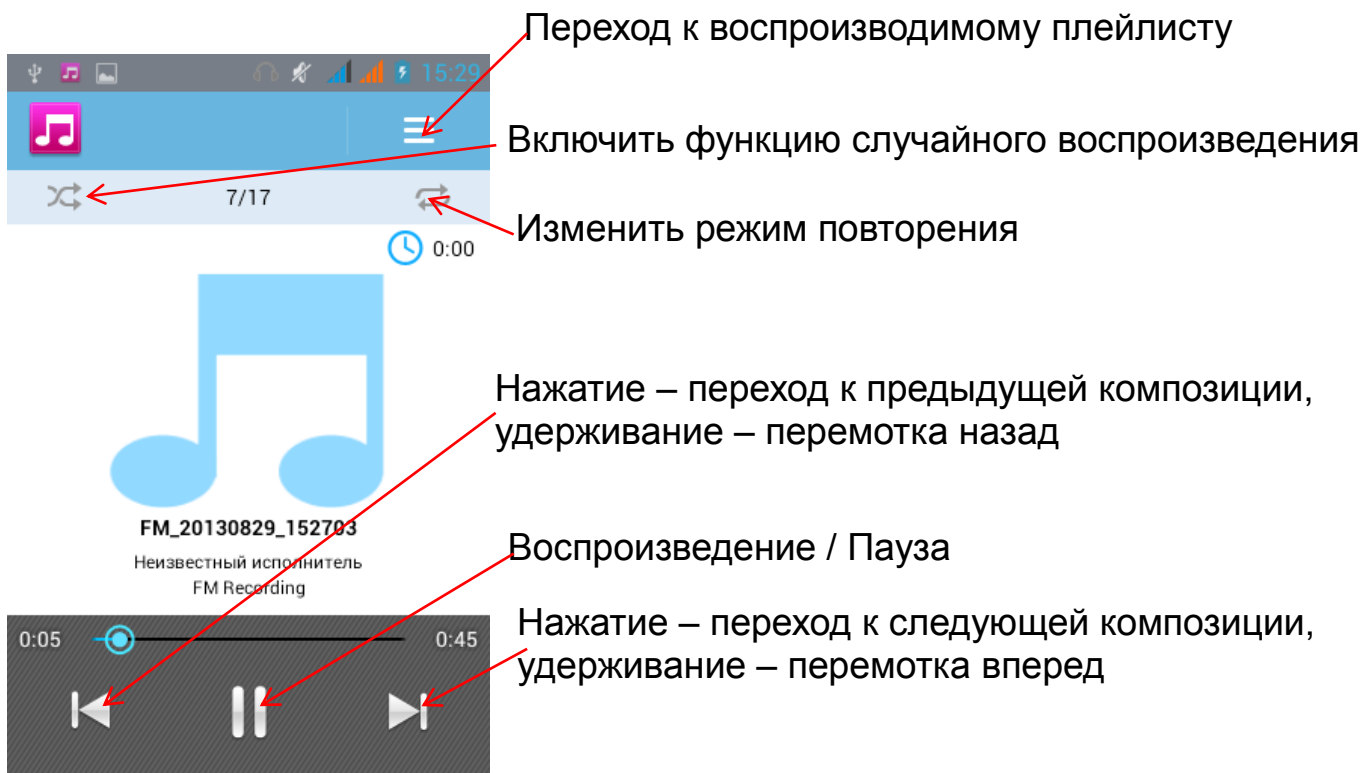 Переход к воспроизводимому плейлисту
15:29
Включить функцию случайного воспроизведения
7/17
Изменить режим повторения
0:00
Нажатие – переход к предыдущей композиции,
удерживание – перемотка назад
FM_20130829_152703
Неизвестный исполнитель
FM Recording
Воспроизведение / Пауза
0:05
0:45
Нажатие – переход к следующей композиции,
удерживание – перемотка вперед